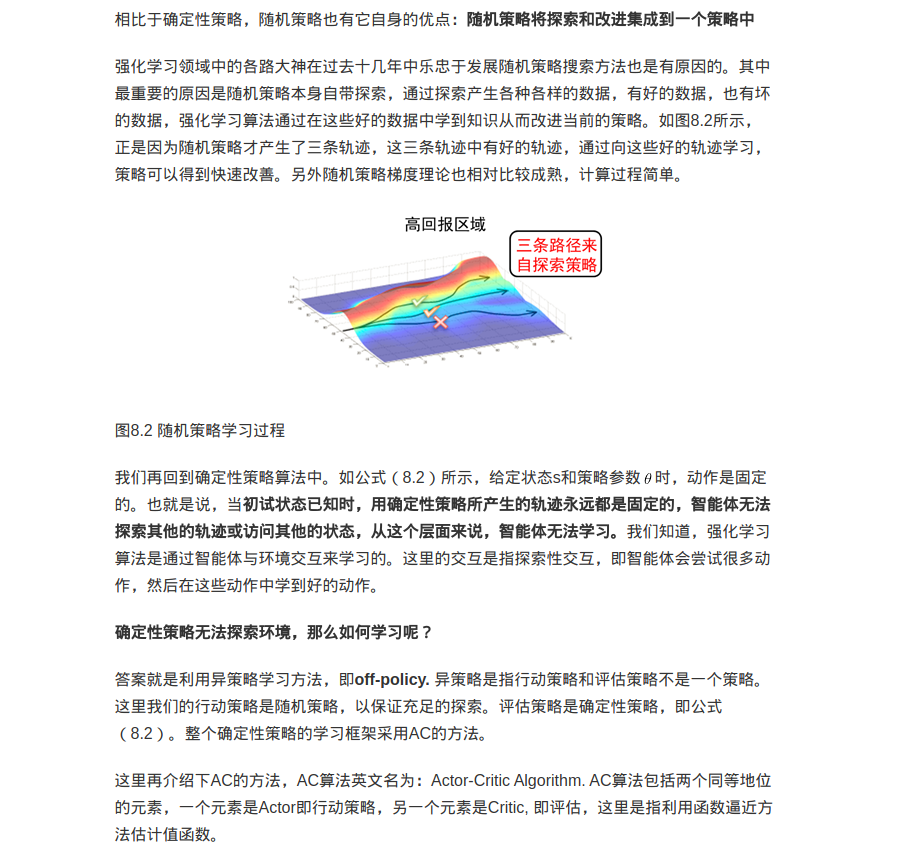 相比于确定性策略，随机策略也有它自身的优点：随机策略将探索和改进集成到一个策略中
强化学习领域中的各路大神在过去十几年中乐忠于发展随机策略搜索方法也是有原因的。其中
最重要的原因是随机策略本身自带探索，通过探索产生各种各样的数据，有好的数据，也有坏
的数据，强化学习算法通过在这些好的数据中学到知识从而改进当前的策略。如图8.2所示，
正是因为随机策略才产生了三条轨迹，这三条轨迹中有好的轨迹，通过向这些好的轨迹学习，
策略可以得到快速改善。另外随机策略梯度理论也相对比较成熟，计算过程简单。
高回报区域
三条路径来
自探索策略
图8.2 随机策略学习过程
我们再回到确定性策略算法中。如公式（8.2）所示，给定状态s和策略参数θ时，动作是固定
的。也就是说，当初试状态已知时，用确定性策略所产生的轨迹永远都是固定的，智能体无法
探索其他的轨迹或访问其他的状态，从这个层面来说，智能体无法学习。我们知道，强化学习
算法是通过智能体与环境交互来学习的。这里的交互是指探索性交互，即智能体会尝试很多动
作，然后在这些动作中学到好的动作。
确定性策略无法探索环境，那么如何学习呢？
答案就是利用异策略学习方法，即off-policy. 异策略是指行动策略和评估策略不是一个策略。
这里我们的行动策略是随机策略，以保证充足的探索。评估策略是确定性策略，即公式
（8.2）。整个确定性策略的学习框架采用AC的方法。
这里再介绍下AC的方法，AC算法英文名为：Actor-Critic Algorithm. AC算法包括两个同等地位
的元素，一个元素是Actor即行动策略，另一个元素是Critic, 即评估，这里是指利用函数逼近方
法估计值函数。